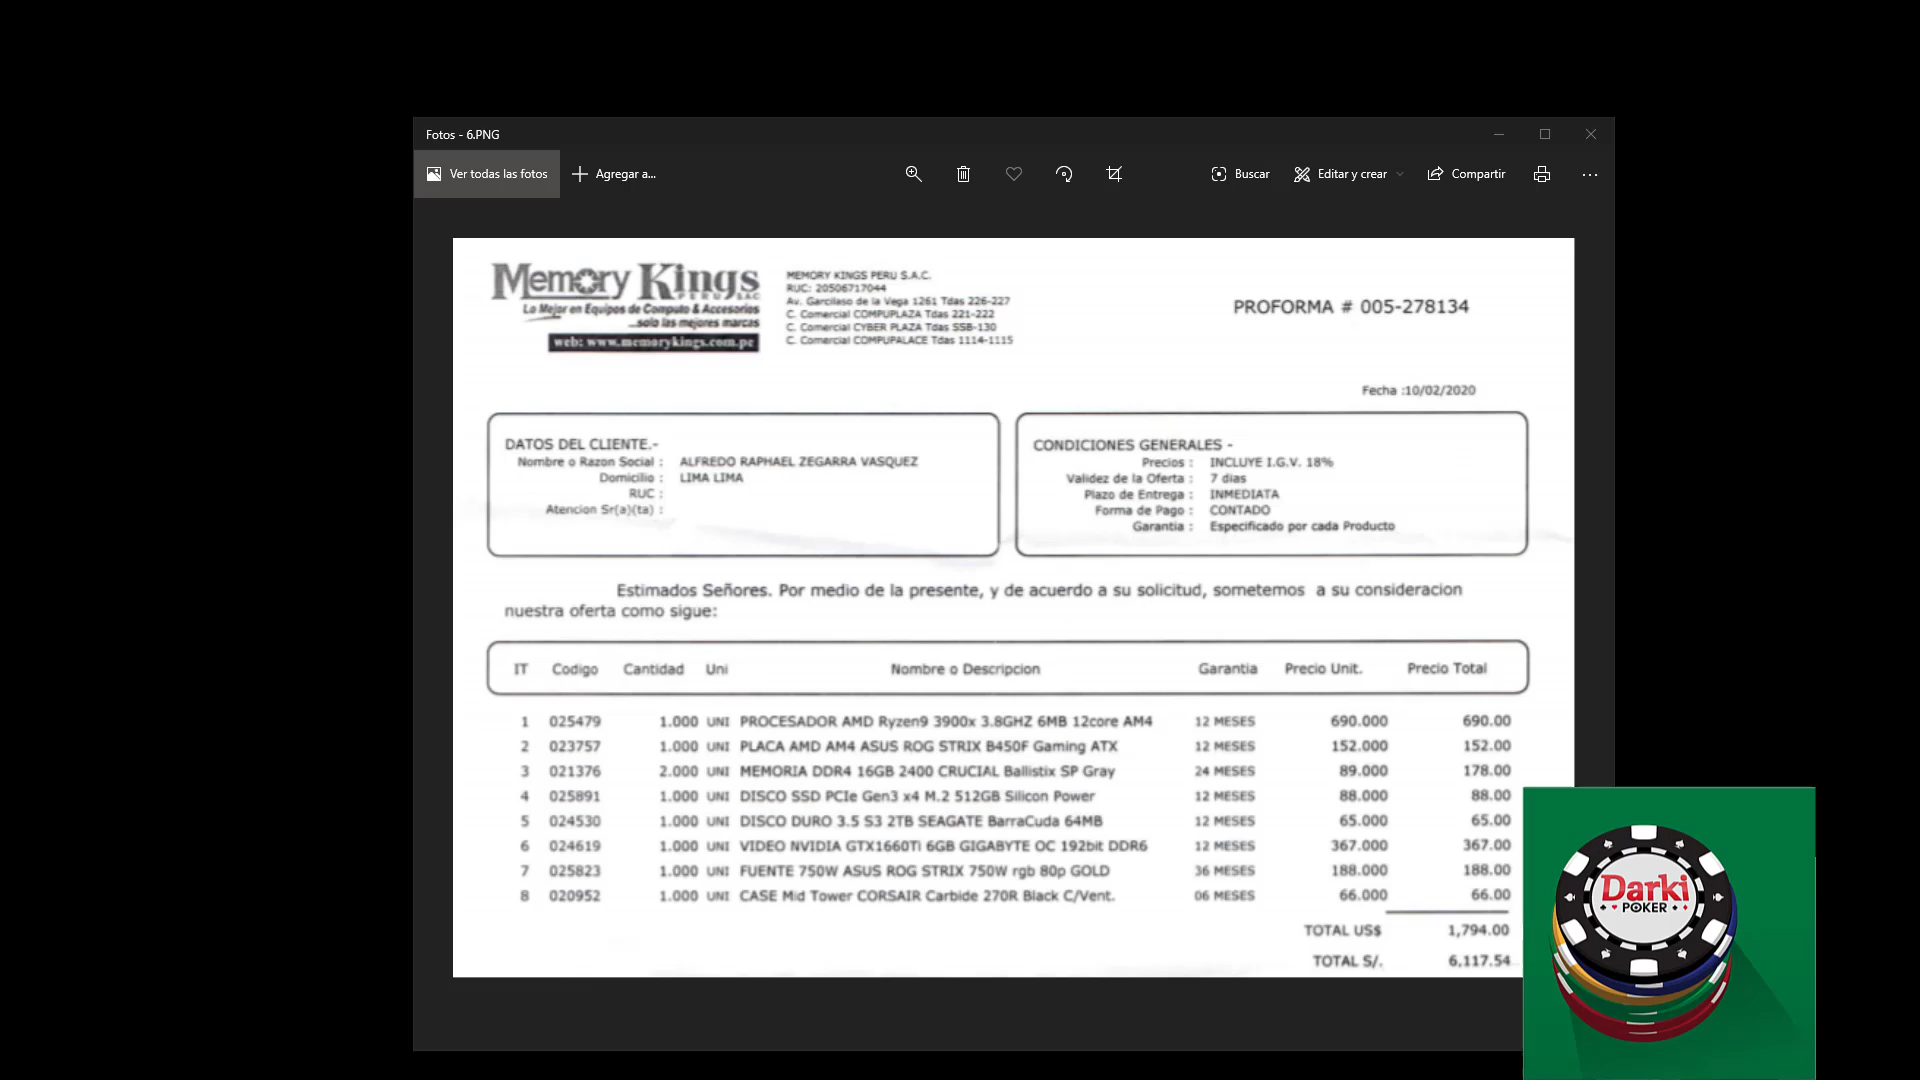 Fotos - 6.PNG
Ver todas las fotos
Agregar a...
Buscar
Editar y crear
Compartir
Memory Kings
PERU S.A.C
Lo Mejor en Equipos de Computo & Accesorios
...solo las mejores marcas
web: www.memorykings.com.pe
MEMORY KINGS PERU S.A.C.
RUC: 20506717044
Av. Garcilaso de la Vega 1261 Tdas 226-227
C. Comercial COMPUPLAZA Tdas 221-222
C. Comercial CYBER PLAZA Tdas SSB-130
C. Comercial COMPUPALACE Tdas 1114-1115
PROFORMA # 005-278134
Fecha :10/02/2020
DATOS DEL CLIENTE.-
Nombre o Razon Social : ALFREDO RAPHAEL ZEGARRA VASQUEZ
Domicilio : LIMA LIMA
RUC :
Atencion Sr(a)(ta) :
CONDICIONES GENERALES -
Precios : INCLUYE I.G.V. 18%
Validez de la Oferta : 7 dias
Plazo de Entrega : INMEDIATA
Forma de Pago : CONTADO
Garantia : Especificado por cada Producto
Estimados Señores. Por medio de la presente, y de acuerdo a su solicitud, sometemos a su consideracion
nuestra oferta como sigue:
IT Codigo Cantidad Uni Nombre o Descripcion Garantia Precio Unit. Precio Total
1 025479 1.000 UNI PROCESADOR AMD Ryzen9 3900x 3.8GHZ 6MB 12core AM4 12 MESES 690.000 690.00
2 023757 1.000 UNI PLACA AMD AM4 ASUS ROG STRIX B450F Gaming ATX 12 MESES 152.000 152.00
3 021376 2.000 UNI MEMORIA DDR4 16GB 2400 CRUCIAL Ballistix SP Gray 24 MESES 89.000 178.00
4 025891 1.000 UNI DISCO SSD PCIe Gen3 x4 M.2 512GB Silicon Power 12 MESES 88.000 88.00
5 024530 1.000 UNI DISCO DURO 3.5 S3 2TB SEAGATE BarraCuda 64MB 12 MESES 65.000 65.00
6 024619 1.000 UNI VIDEO NVIDIA GTX1660Ti 6GB GIGABYTE OC 192bit DDR6 12 MESES 367.000 367.00
7 025823 1.000 UNI FUENTE 750W ASUS ROG STRIX 750W rgb 80p GOLD 36 MESES 188.000 188.00
8 020952 1.000 UNI CASE Mid Tower CORSAIR Carbide 270R Black C/Vent. 06 MESES 66.000 66.00
TOTAL US$ 1,794.00
TOTAL S/. 6,117.54
Darki
POKER